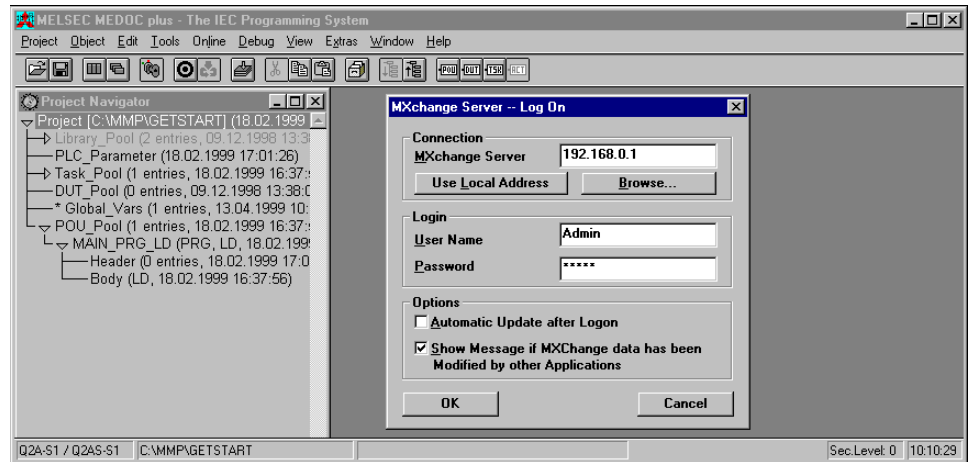 MELSEC MEDOC plus - The IEC Programming System
Project Object Edit Tools Online Debug View Extras Window Help
POU OUT TSK ACT
Project Navigator
Project [C:\MMP\GETSTART] (18.02.1999
Library_Pool (2 entries, 09.12.1998 13:3
PLC_Parameter (18.02.1999 17:01:26)
Task_Pool (1 entries, 18.02.1999 16:37:
DUT_Pool (0 entries, 09.12.1998 13:38:0
* Global_Vars (1 entries, 13.04.1999 10:
POU_Pool (1 entries, 18.02.1999 16:37:
MAIN_PRG_LD (PRG, LD, 18.02.199
Header (0 entries, 18.02.1999 17:0
Body (LD, 18.02.1999 16:37:56)
MXchange Server -- Log On
Connection
MXchange Server 192.168.0.1
Use Local Address Browse...
Login
User Name Admin
Password *****
Options
Automatic Update after Logon
Show Message if MXChange data has been
Modified by other Applications
OK Cancel
Q2A-S1 / Q2AS-S1 C:\MMP\GETSTART Sec.Level: 0 10:10:29